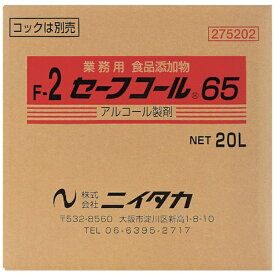 コックは別売
275202
業務用 食品添加物
F-2 セーフコール® 65
アルコール製剤
NET 20L
株式会社 ニイタカ
〒532-8560 大阪市淀川区新高1-8-10
TEL 06-6395-2717